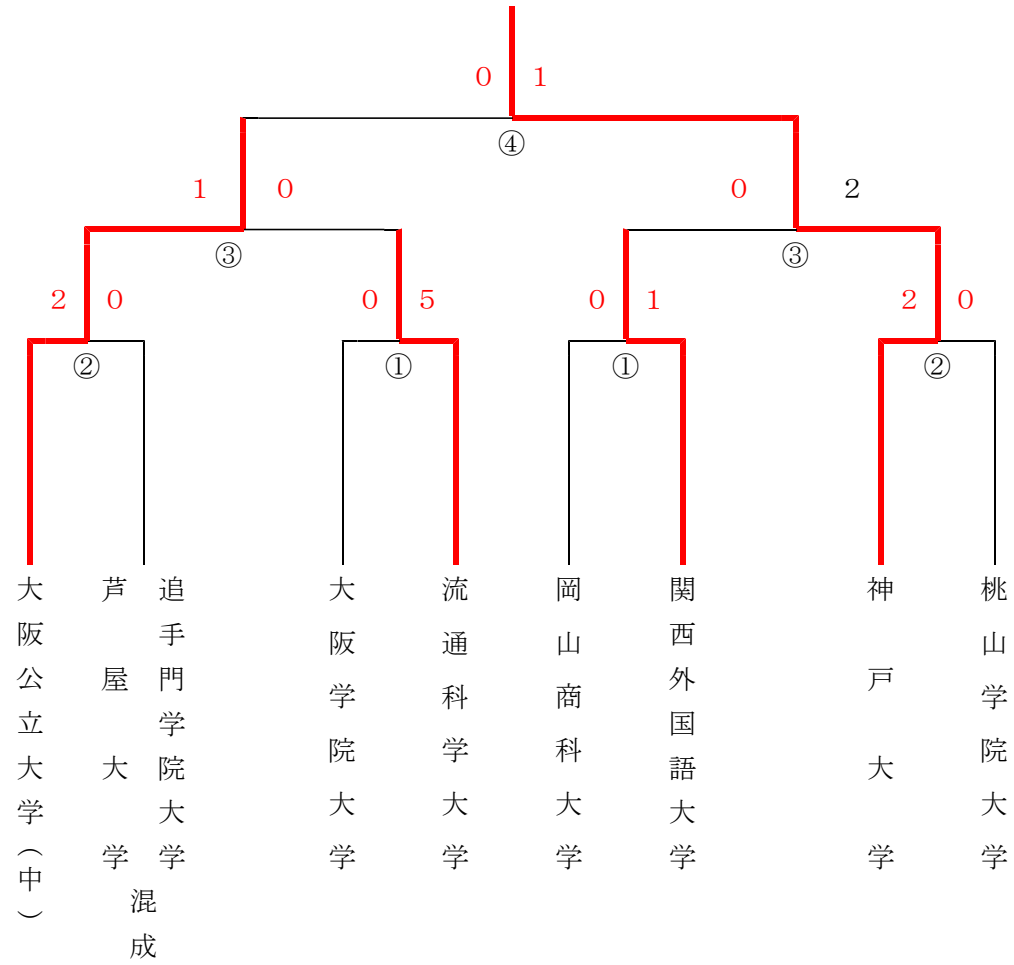 ０ １
④
１ ０
０ ２
③
③
２ ０
０ ５
０ １
２ ０
②
①
①
②
大阪公立大学（中）
追手門学院大学
芦屋大学
混成
大阪学院大学
流通科学大学
岡山商科大学
関西外国語大学
神戸大学
桃山学院大学